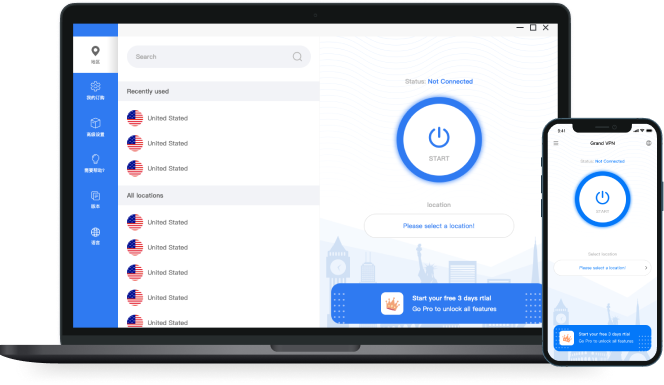 地区
我的订购
高级设置
需要帮助?
版本
语言
Search
Recently used
United Stated
United Stated
United Stated
All locations
United Stated
United Stated
United Stated
United Stated
United Stated
Status: Not Connected
START
location
Please select a location!
Start your free 3 days rtial
Go Pro to unlock all features
9:41
Grand VPN
Status: Not Connected
START
Select location
Please select a location!
Start your free 3 days rtial
Go Pro to unlock all features